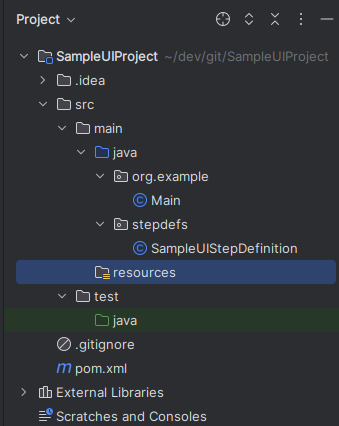 Project
SampleUIProject ~/dev/git/SampleUIProject
.idea
src
main
java
org.example
Main
stepdefs
SampleUIStepDefinition
resources
test
java
.gitignore
pom.xml
External Libraries
Scratches and Consoles